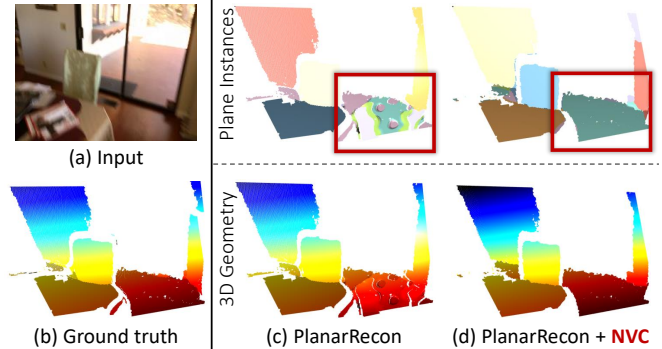 Plane Instances
(a) Input
3D Geometry
(b) Ground truth
(c) PlanarRecon
(d) PlanarRecon + NVC